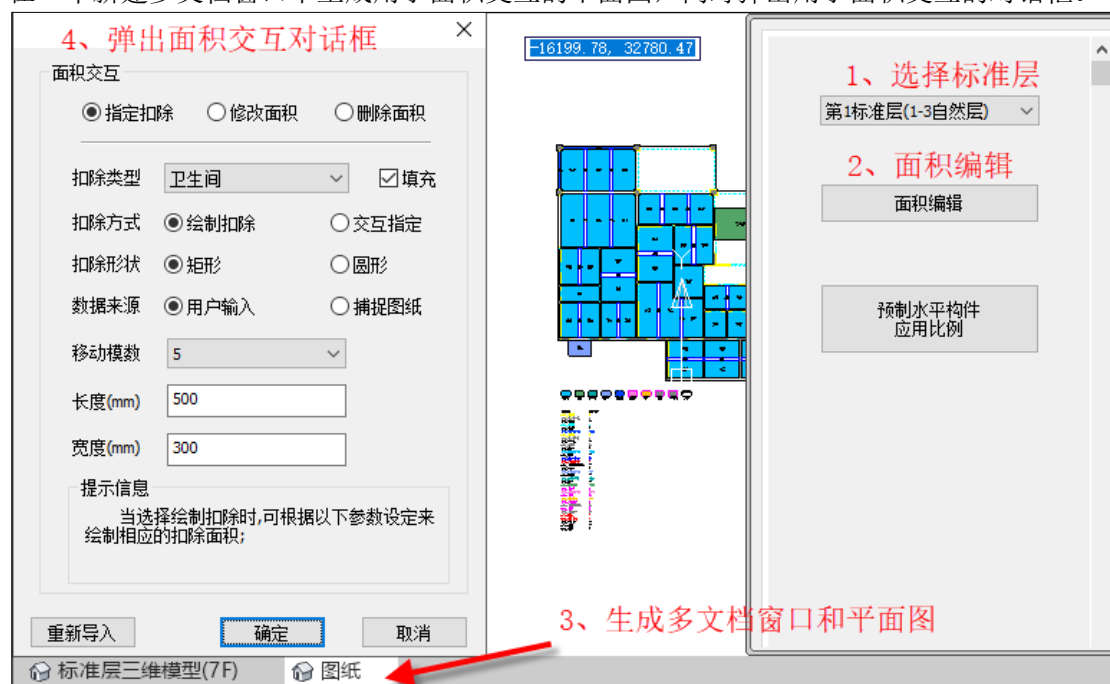 4、弹出面积交互对话框
面积交互
指定扣除 修改面积 删除面积
扣除类型 卫生间 填充
扣除方式 绘制扣除 交互指定
扣除形状 矩形 圆形
数据来源 用户输入 捕捉图纸
移动模数 5
长度(mm) 500
宽度(mm) 300
提示信息
当选择绘制扣除时,可根据以下参数设定来
绘制相应的扣除面积;
重新导入 确定 取消
标准层三维模型(7F) 图纸
-16199.78, 32780.47
3、生成多文档窗口和平面图
1、选择标准层
第1标准层(1-3自然层)
2、面积编辑
面积编辑
预制水平构件
应用比例